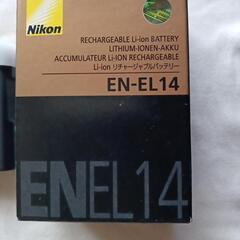 Nikon
RECHARGEABLE Li-ion BATTERY
LITHIUM-IONEN-AKKU
ACCUMULATEUR Li-ION RECHARGEABLE
Li-ion リチャージャブルバッテリー
EN-EL14
ENEL14